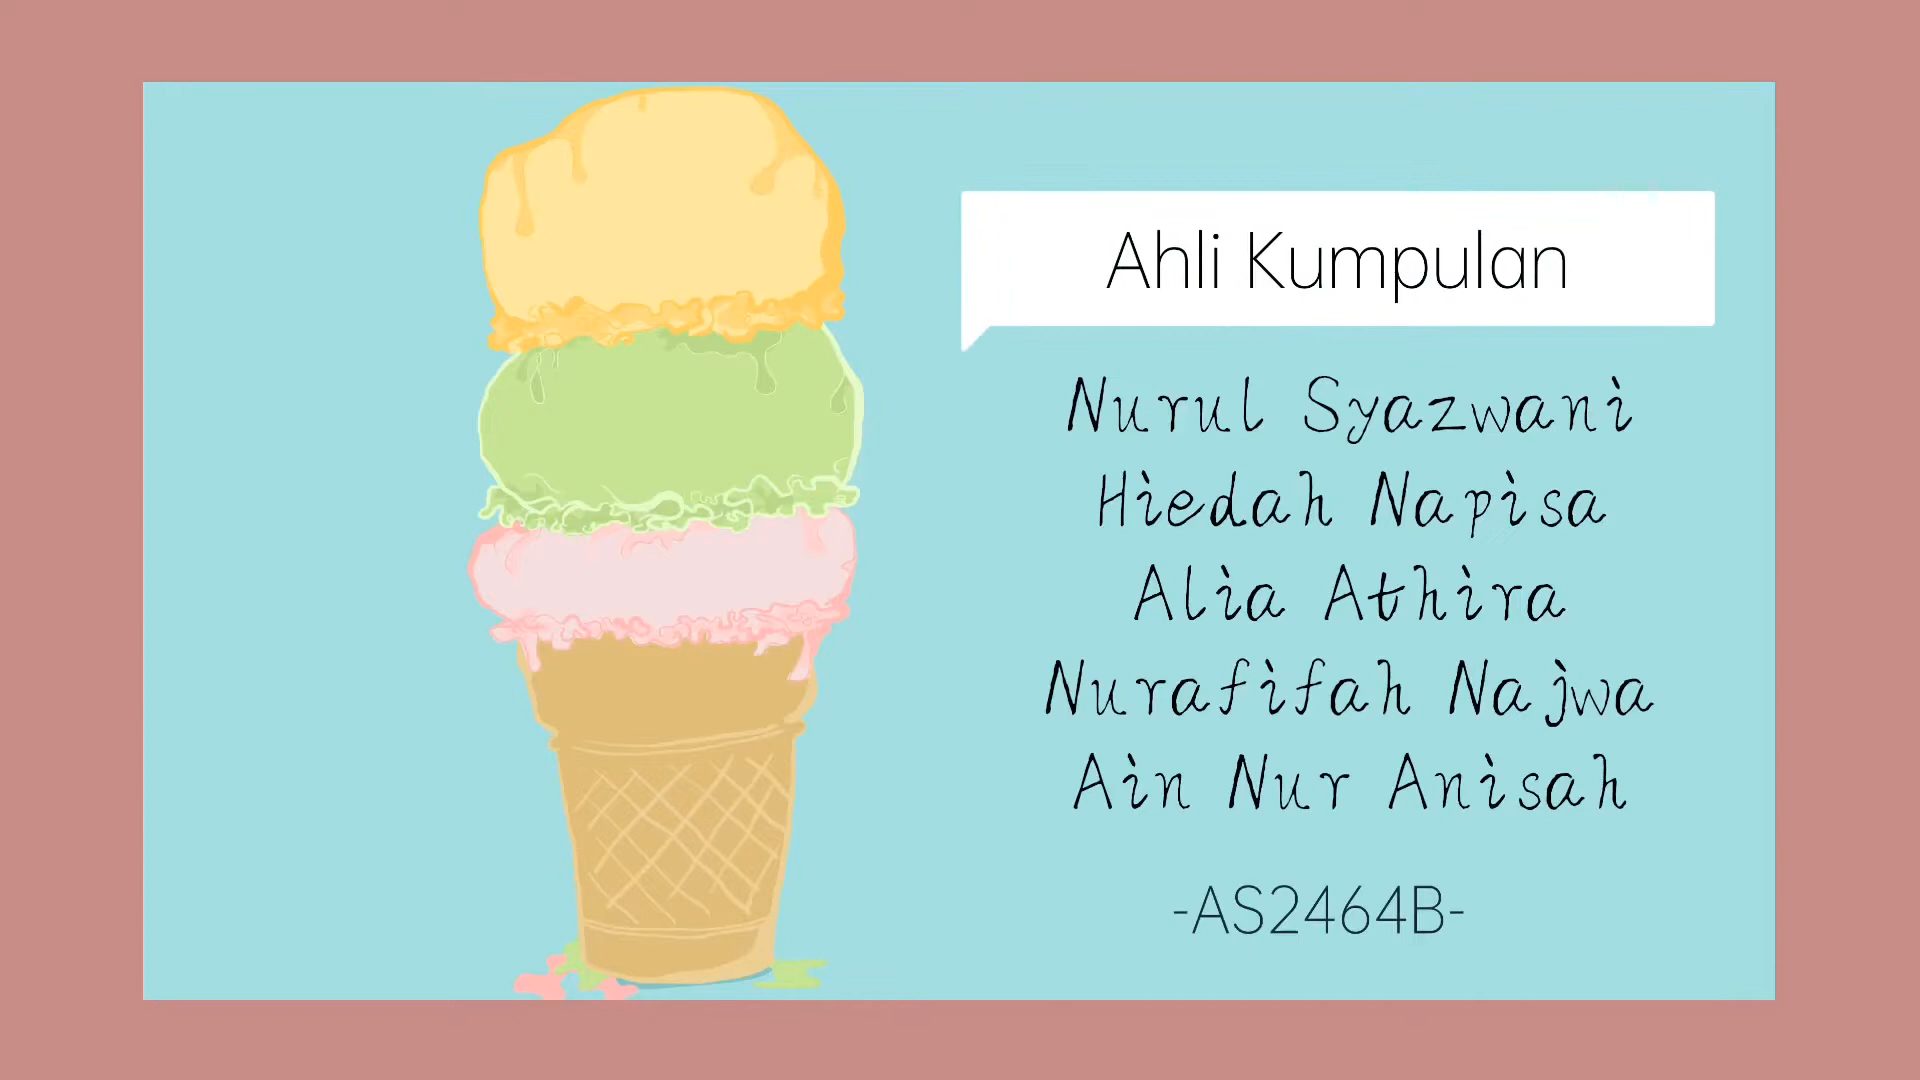 Ahli Kumpulan
Nurul Syazwani
Hiedah Napisa
Alia Athira
Nurafifah Najwa
Ain Nur Anisah
-AS2464B-